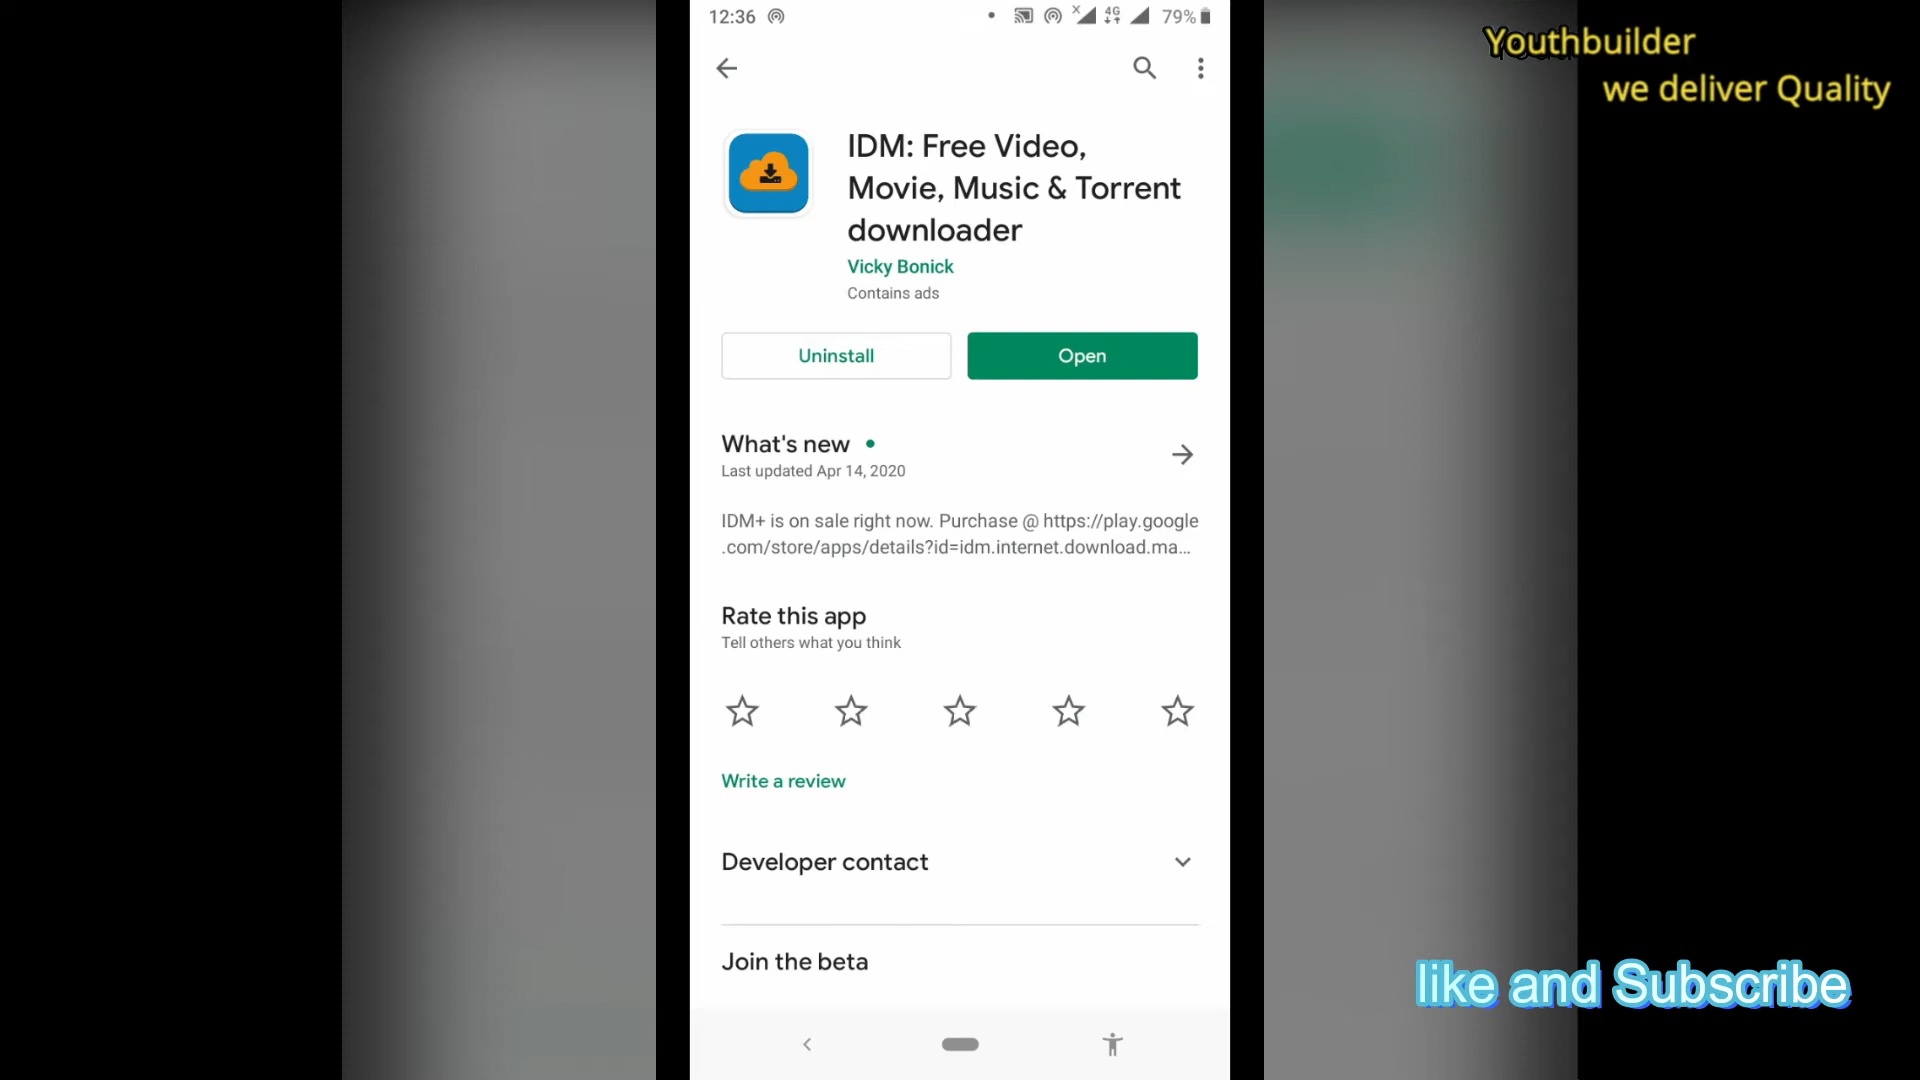 12:36
4G
79%
Youthbuilder
we deliver Quality
IDM: Free Video,
Movie, Music & Torrent
downloader
Vicky Bonick
Contains ads
Uninstall
Open
What's new
Last updated Apr 14, 2020
IDM+ is on sale right now. Purchase @ https://play.google
.com/store/apps/details?id=idm.internet.download.ma...
Rate this app
Tell others what you think
Write a review
Developer contact
Join the beta
like and Subscribe